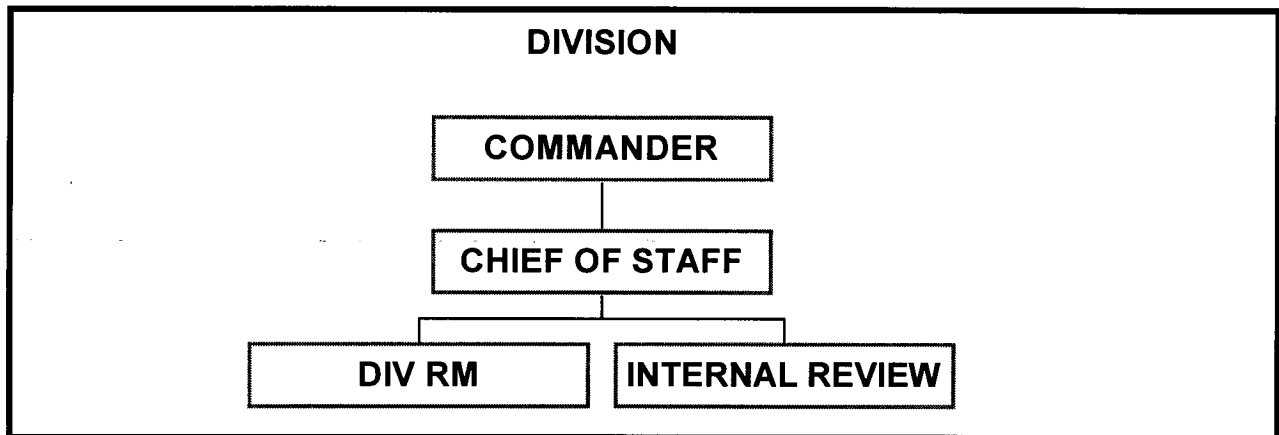 DIVISION
COMMANDER
CHIEF OF STAFF
DIV RM
INTERNAL REVIEW